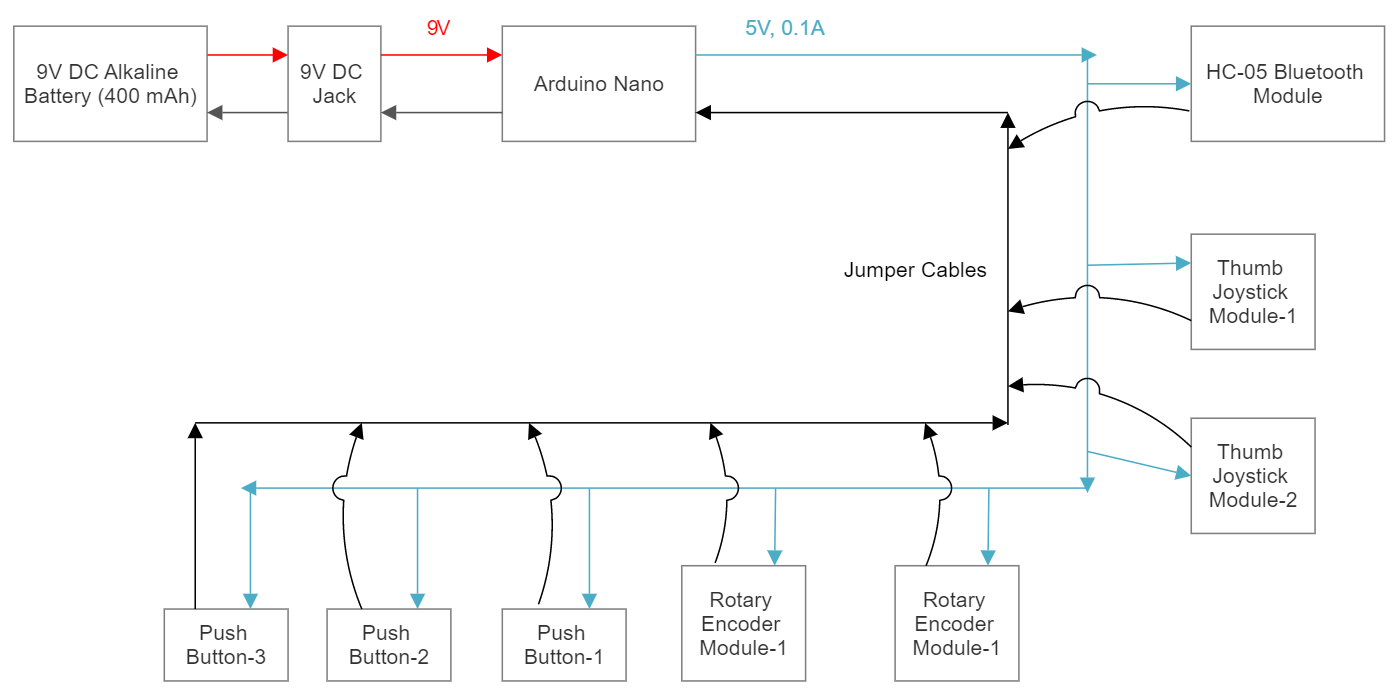 9V
5V, 0.1A
9V DC Alkaline
Battery (400 mAh)
9V DC
Jack
Arduino Nano
HC-05 Bluetooth
Module
Jumper Cables
Thumb
Joystick
Module-1
Thumb
Joystick
Module-2
Push
Button-3
Push
Button-2
Push
Button-1
Rotary
Encoder
Module-1
Rotary
Encoder
Module-1